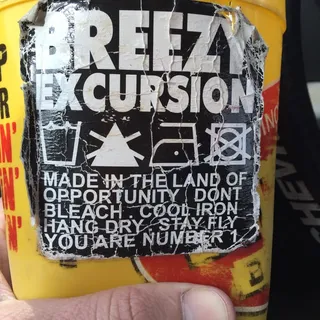 BREEZY
EXCURSION
MADE IN THE LAND OF
OPPORTUNITY . DONT
BLEACH . COOL IRON
HANG DRY . STAY FLY
YOU ARE NUMBER 1